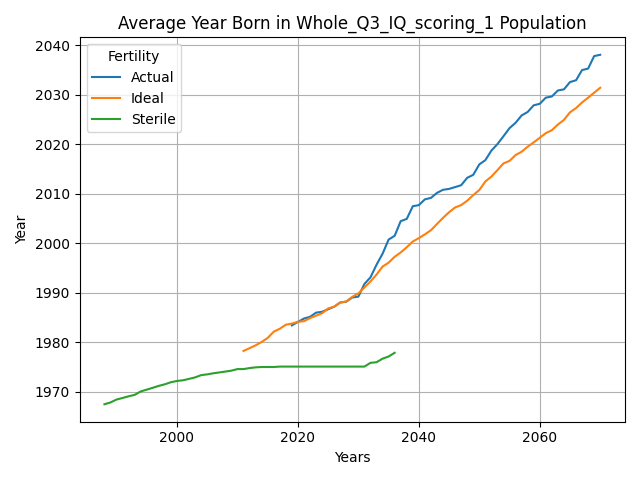 Average Year Born in Whole_Q3_IQ_scoring_1 Population
Fertility
Actual
Ideal
Sterile
2040
2030
2020
2010
2000
1990
1980
1970
Year
2000
2020
2040
2060
Years